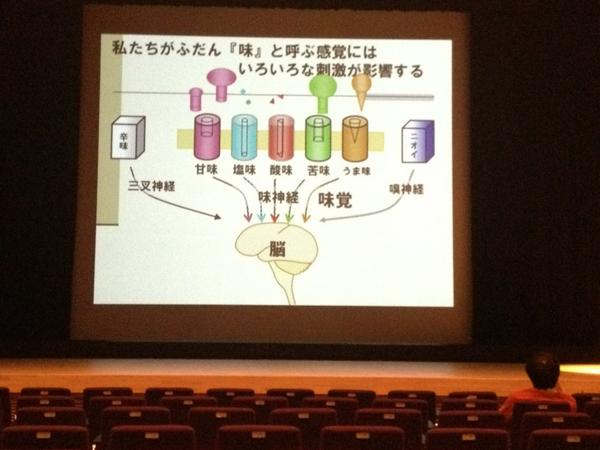 私たちがふだん『味』と呼ぶ感覚には
いろいろな刺激が影響する
辛味
ニオイ
甘味
塩味
酸味
苦味
うま味
三叉神経
味神経
味覚
嗅神経
脳